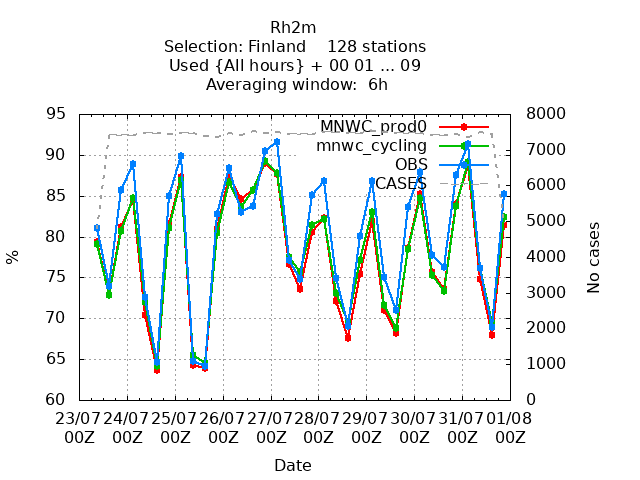 Rh2m
Selection: Finland    128 stations
Used {All hours} + 00 01 ... 09
Averaging window:  6h
95 8000
MNWC_prod0
90 7000
mnwc_cycling
OBS
85 6000
CASES
80 5000
% No cases
75 4000
3000
70
2000
65
1000
60 0
23/07 24/07 25/07 26/07 27/07 28/07 29/07 30/07 31/07 01/08
00Z 00Z 00Z 00Z 00Z 00Z 00Z 00Z 00Z 00Z
Date